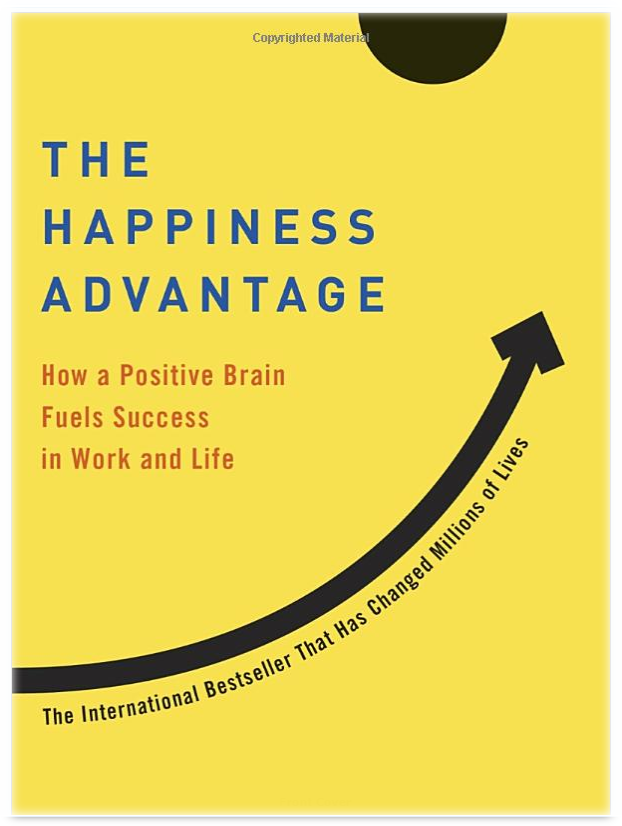 Copyrighted Material
THE
HAPPINESS
ADVANTAGE
How a Positive Brain
Fuels Success
in Work and Life
The International Bestseller That Has Changed Millions of Lives